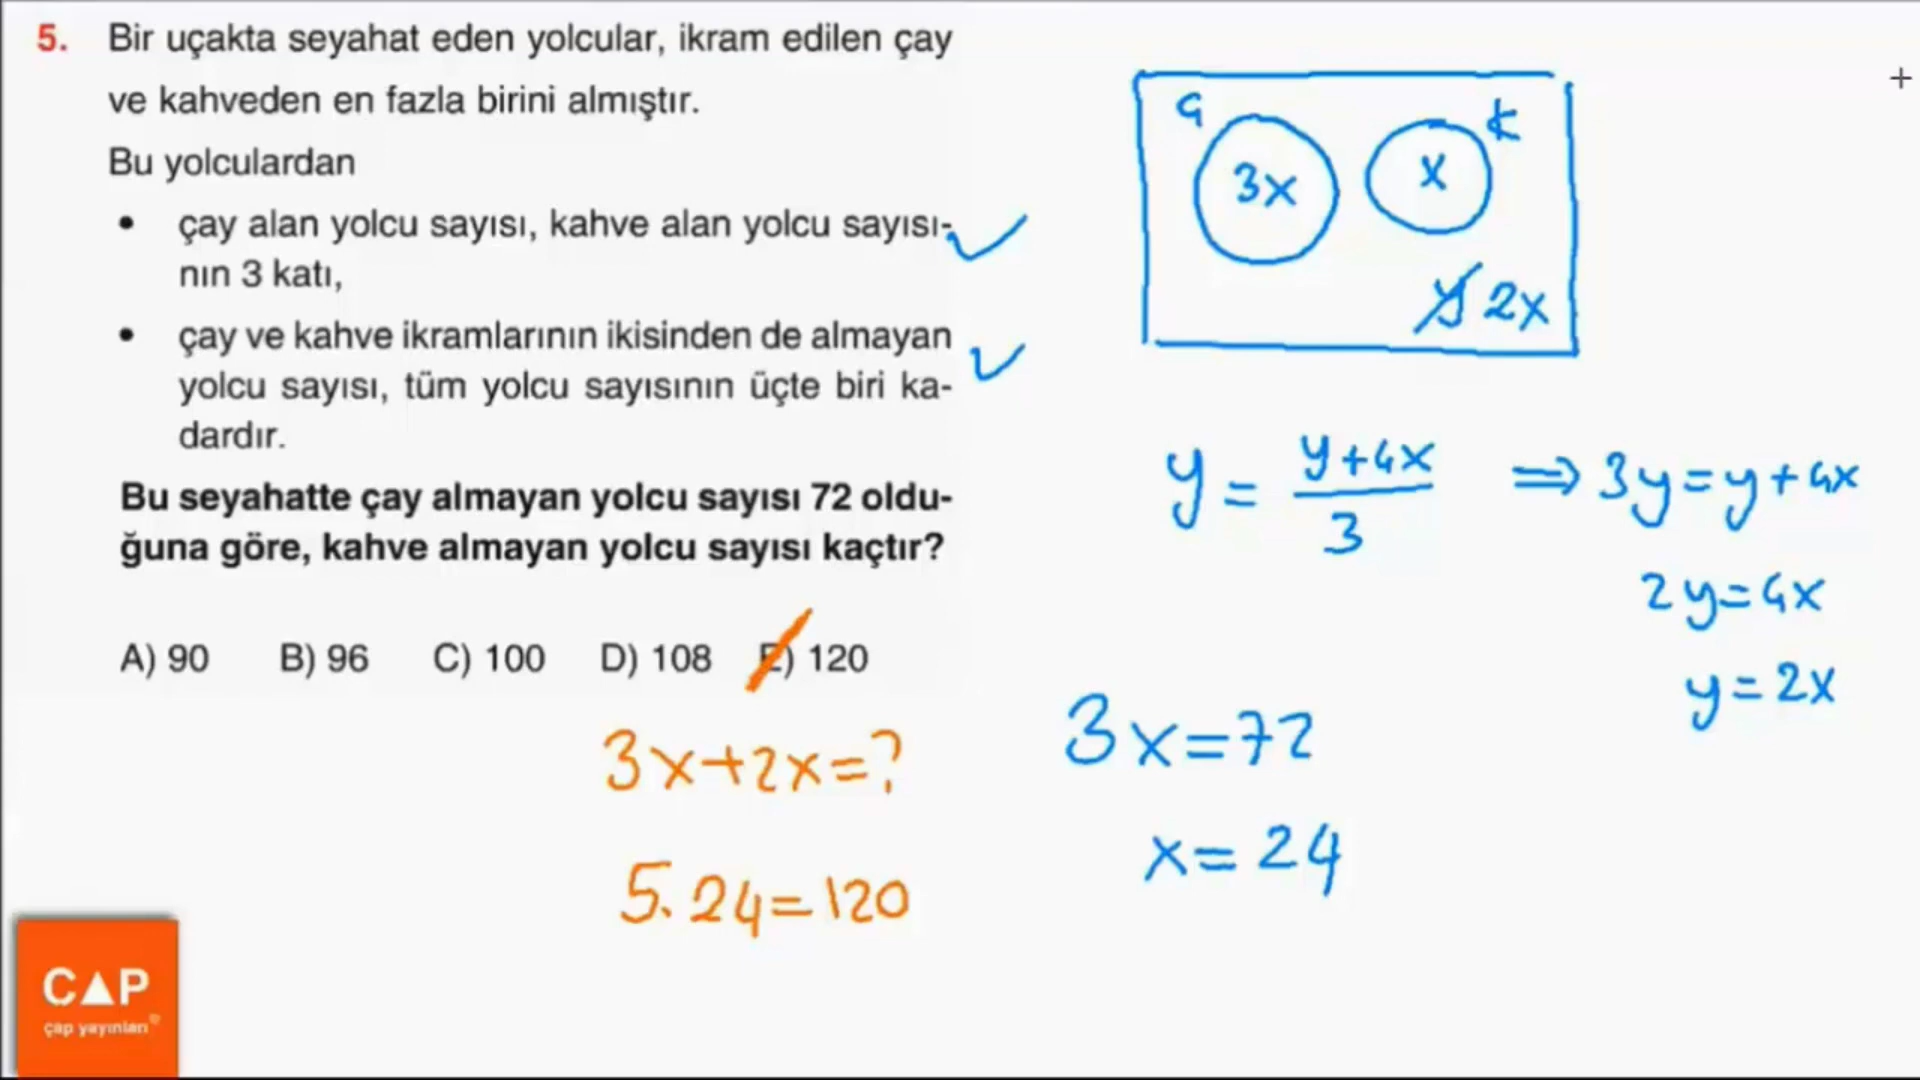 5. Bir uçakta seyahat eden yolcular, ikram edilen çay
ve kahveden en fazla birini almıştır.
Bu yolculardan
• çay alan yolcu sayısı, kahve alan yolcu sayısı-
nın 3 katı,
• çay ve kahve ikramlarının ikisinden de almayan
yolcu sayısı, tüm yolcu sayısının üçte biri ka-
dardır.
Bu seyahatte çay almayan yolcu sayısı 72 oldu-
ğuna göre, kahve almayan yolcu sayısı kaçtır?
A) 90 B) 96 C) 100 D) 108 E) 120
3x+2x=?
5.24=120
Ç K
3x x
y 2x
y = (y+4x)/3 ⇒ 3y=y+4x
2y=4x
y=2x
3x=72
x=24
CAP
çap yayınları®